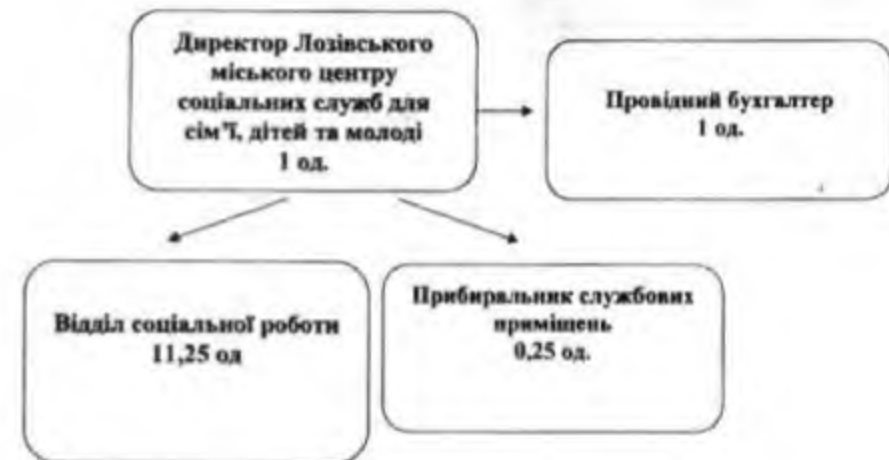 Директор Лозівського
міського центру
соціальних служб для
сім'ї, дітей та молоді
1 од.
Провідний бухгалтер
1 од.
Відділ соціальної роботи
11,25 од
Прибиральник службових
приміщень
0,25 од.